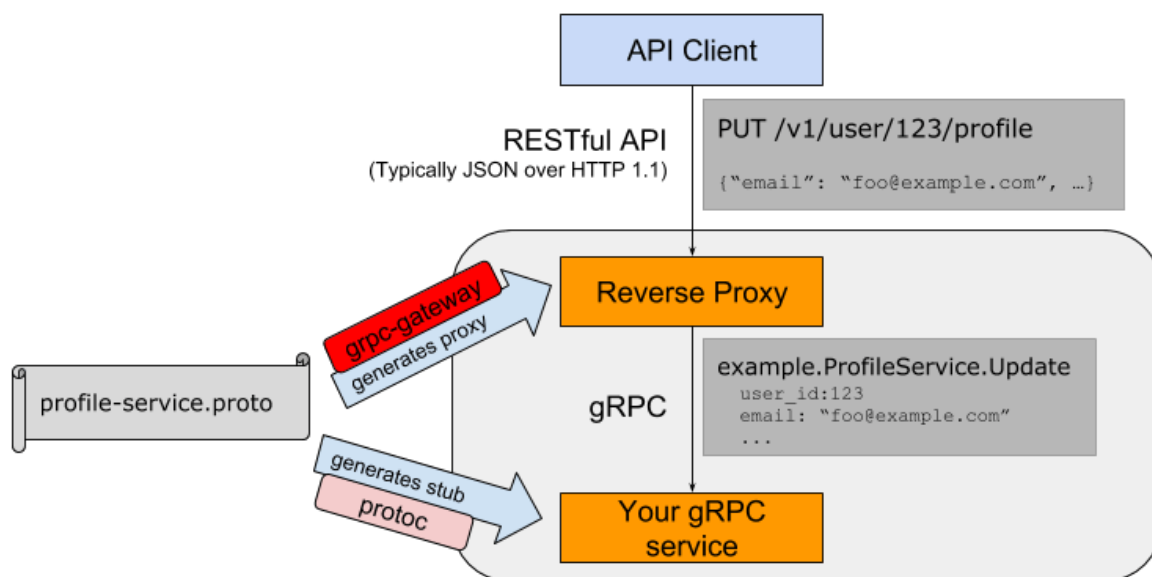 API Client
RESTful API
(Typically JSON over HTTP 1.1)
PUT /v1/user/123/profile
{“email”: “foo@example.com”, …}
grpc-gateway
generates proxy
Reverse Proxy
profile-service.proto
gRPC
example.ProfileService.Update
user_id:123
email: “foo@example.com”
...
generates stub
protoc
Your gRPC
service